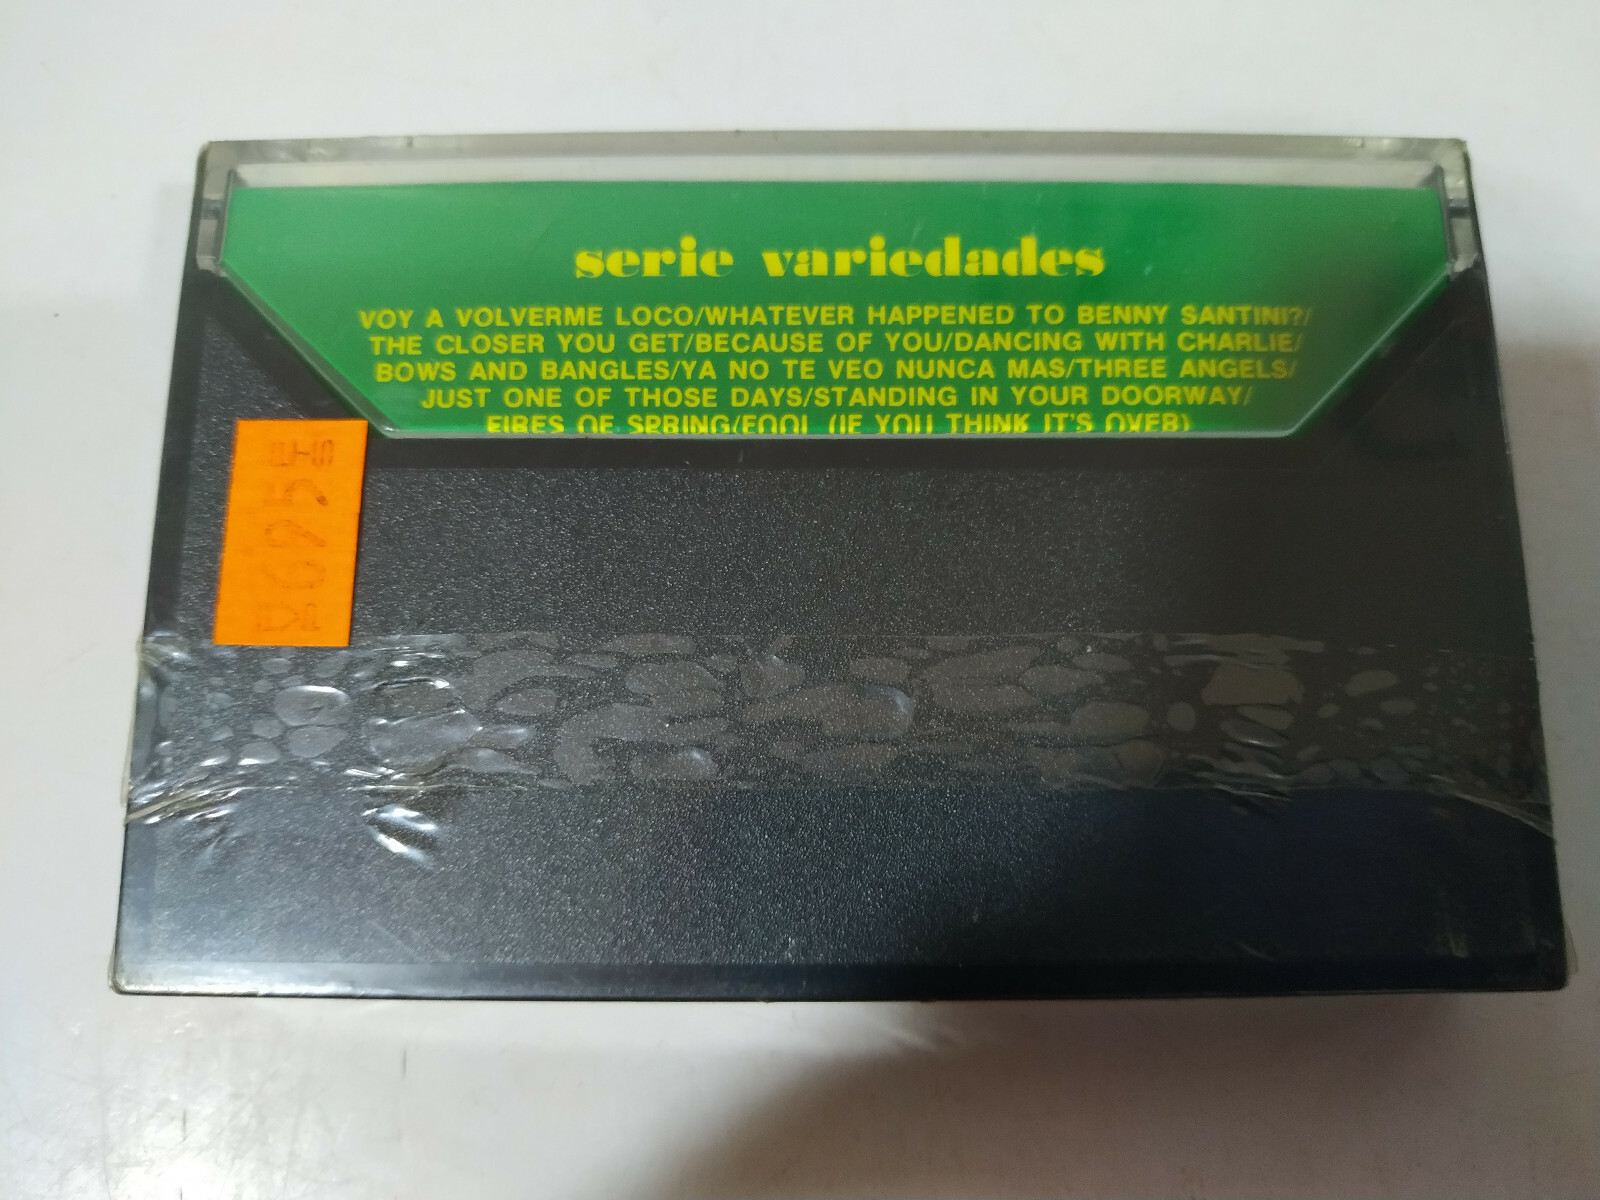 serie variedades
VOY A VOLVERME LOCO/WHATEVER HAPPENED TO BENNY SANTINI?/
THE CLOSER YOU GET/BECAUSE OF YOU/DANCING WITH CHARLIE/
BOWS AND BANGLES/YA NO TE VEO NUNCA MAS/THREE ANGELS/
JUST ONE OF THOSE DAYS/STANDING IN YOUR DOORWAY/
FIRES OF SPRING/FOOL (IF YOU THINK IT'S OVER)